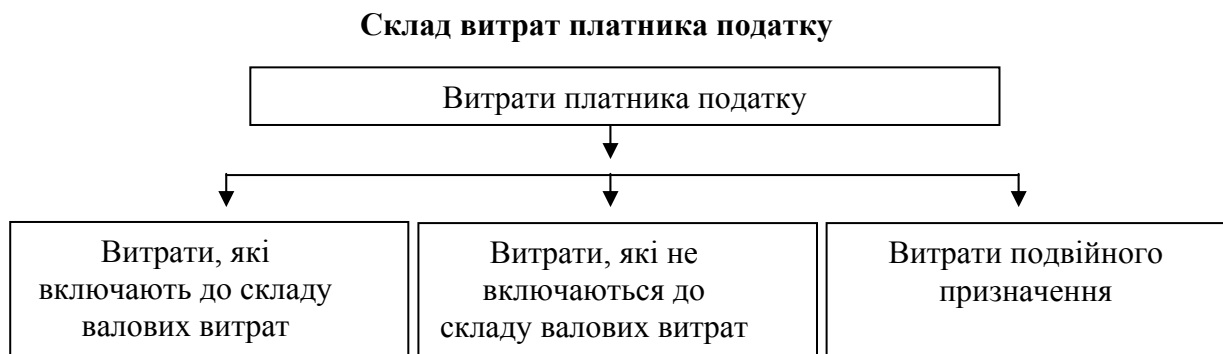 Склад витрат платника податку
Витрати платника податку
Витрати, які
включають до складу
валових витрат
Витрати, які не
включаються до
складу валових витрат
Витрати подвійного
призначення